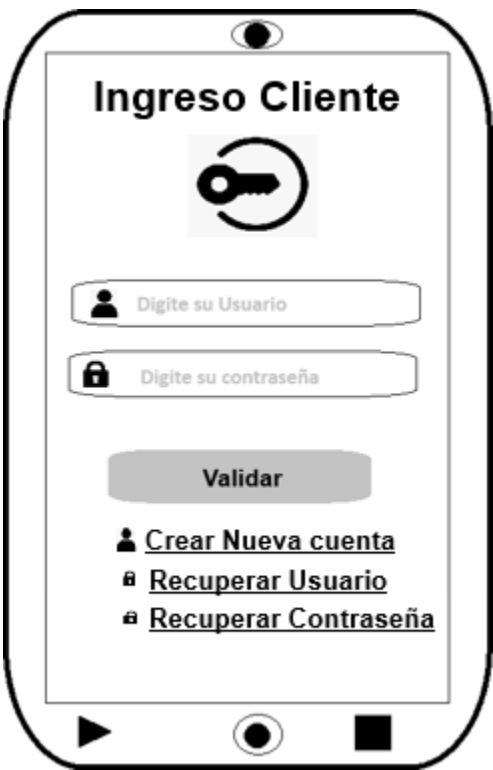 Ingreso Cliente
Digite su Usuario
Digite su contraseña
Validar
Crear Nueva cuenta
Recuperar Usuario
Recuperar Contraseña